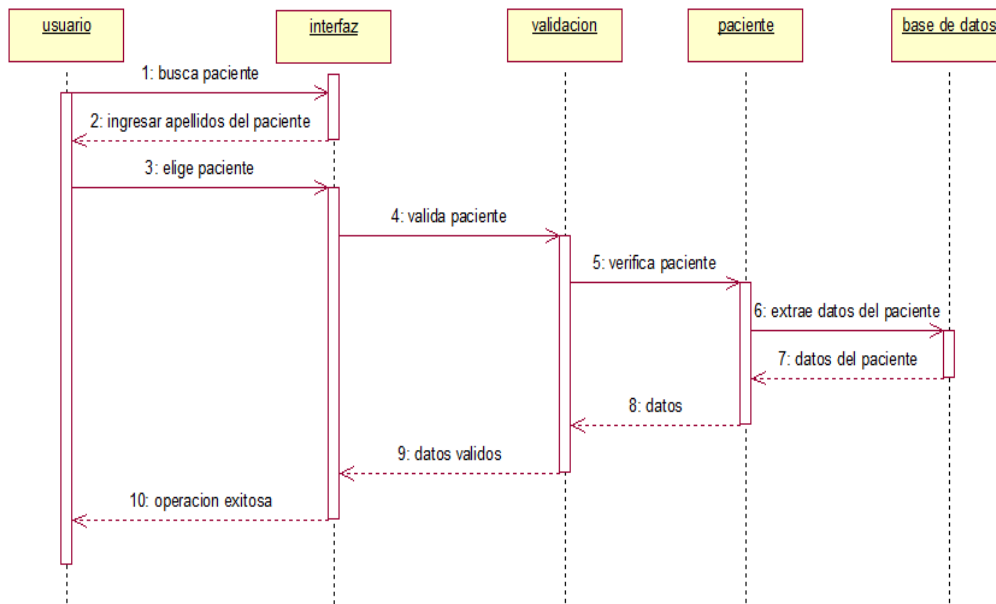 usuario
interfaz
validacion
paciente
base de datos
1: busca paciente
2: ingresar apellidos del paciente
3: elige paciente
4: valida paciente
5: verifica paciente
6: extrae datos del paciente
7: datos del paciente
8: datos
9: datos validos
10: operacion exitosa